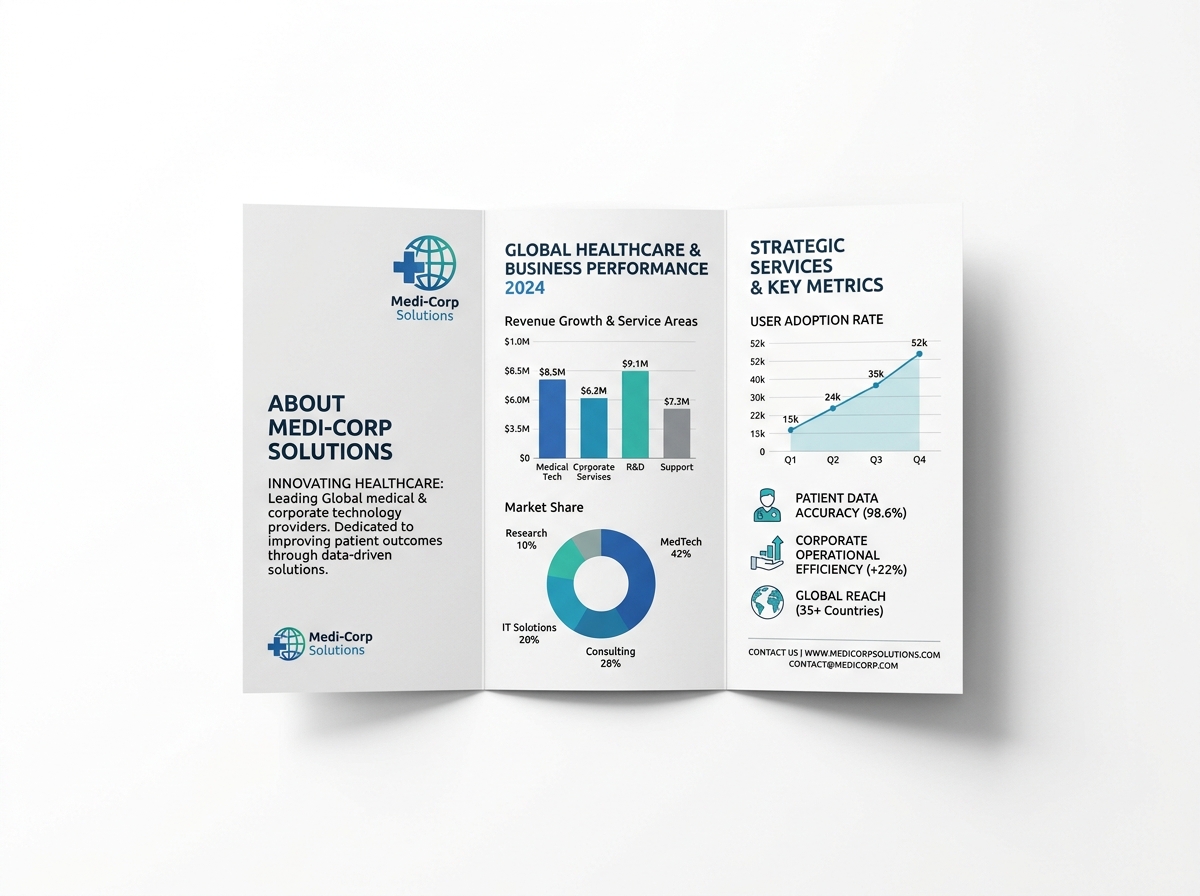 Medi-Corp
Solutions
ABOUT
MEDI-CORP
SOLUTIONS
INNOVATING HEALTHCARE:
Leading Global medical &
corporate technology
providers. Dedicated to
improving patient outcomes
through data-driven
solutions.
Medi-Corp
Solutions
GLOBAL HEALTHCARE &
BUSINESS PERFORMANCE
2024
Revenue Growth & Service Areas
$1.0M
$6.5M
$6.0M
$3.5M
$0
$8.5M
$6.2M
$9.1M
$7.3M
Medical
Tech
Cprgorate
Servises
R&D
Support
Market Share
Research
10%
MedTech
42%
IT Solutions
20%
Consulting
28%
STRATEGIC
SERVICES
& KEY METRICS
USER ADOPTION RATE
52k
52k
40k
30k
22k
15k
0
15k
24k
35k
52k
Q1
Q2
Q3
Q4
PATIENT DATA
ACCURACY (98.6%)
CORPORATE
OPERATIONAL
EFFICIENCY (+22%)
GLOBAL REACH
(35+ Countries)
CONTACT US | WWW.MEDICORPSOLUTIONS.COM
CONTACT@MEDICORP.COM